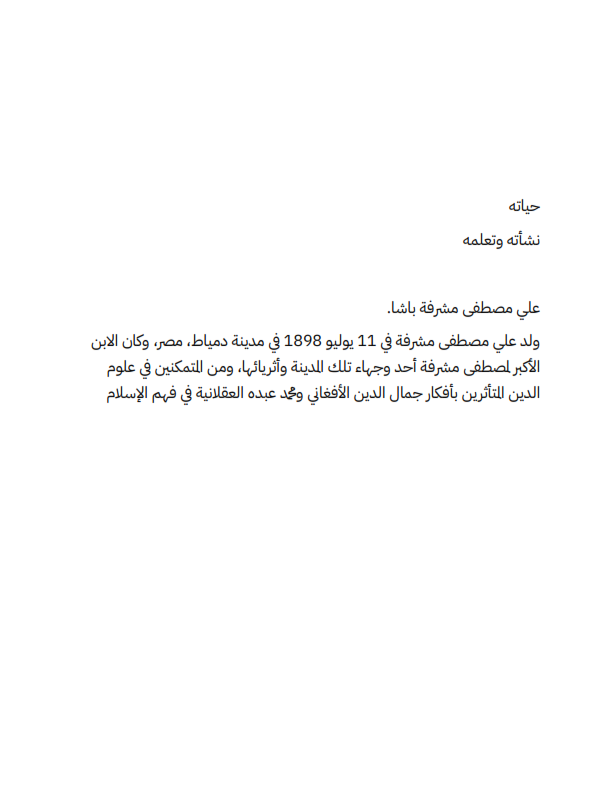 حياته
نشأته وتعلمه
علي مصطفى مشرفة باشا.
ولد علي مصطفى مشرفة في 11 يوليو 1898 في مدينة دمياط، مصر، وكان الابن
الأكبر لمصطفى مشرفة أحد وجهاء تلك المدينة وأثريائها، ومن المتمكنين في علوم
الدين المتأثرين بأفكار جمال الدين الأفغاني ومحمد عبده العقلانية في فهم الإسلام